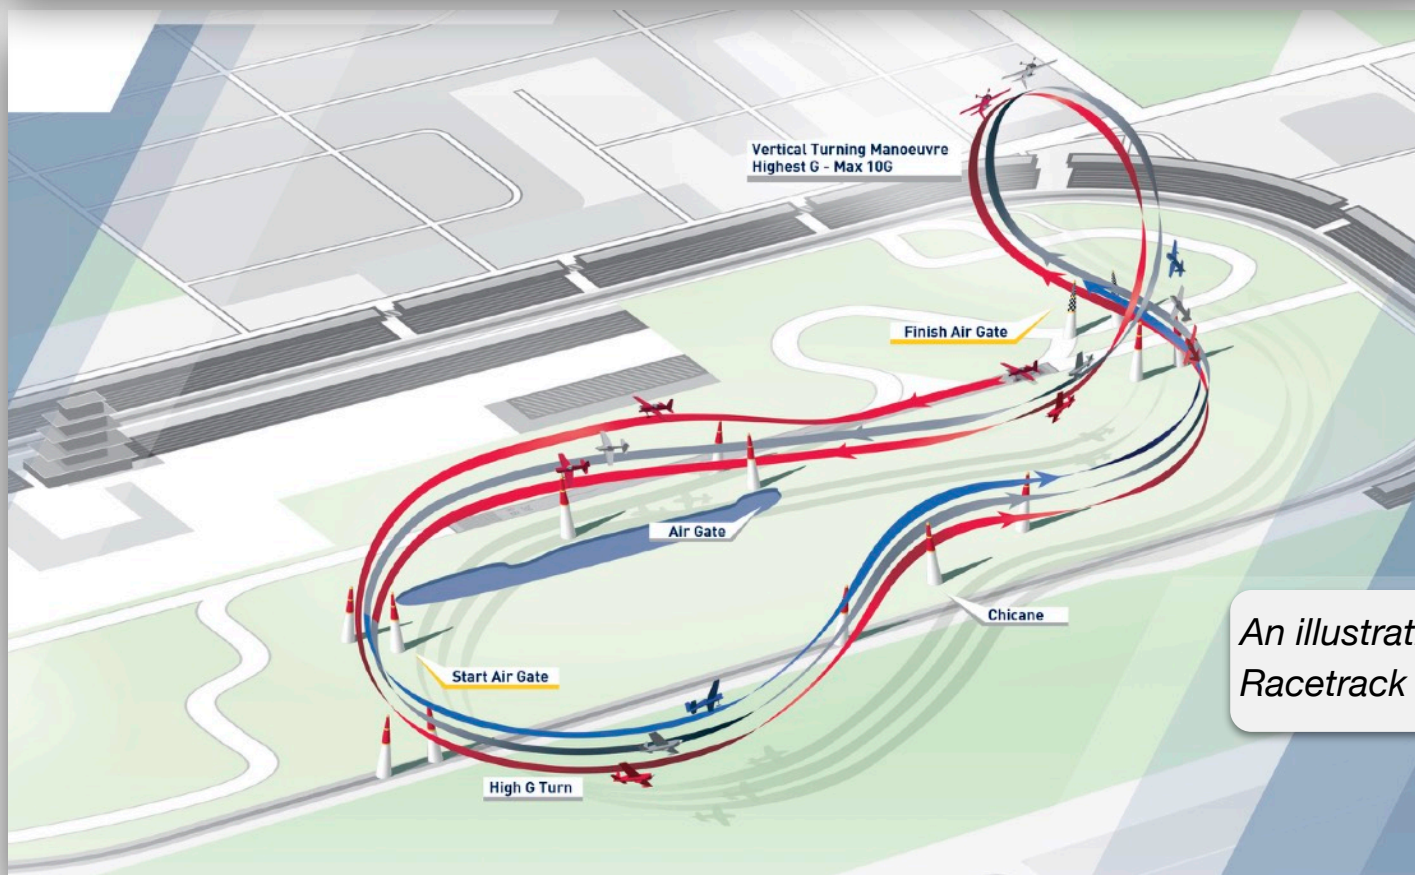 Vertical Turning Manoeuvre
Highest G - Max 10G
Finish Air Gate
Air Gate
Chicane
Start Air Gate
High G Turn
An
Racetrack